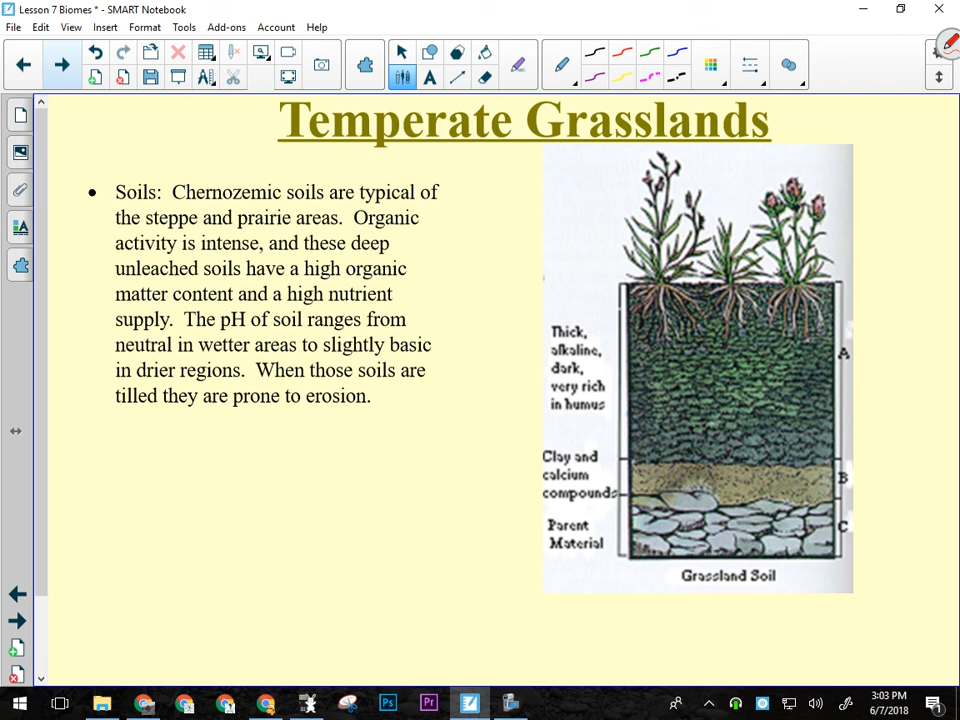 Lesson 7 Biomes * - SMART Notebook
File Edit View Insert Format Tools Add-ons Account Help
Temperate Grasslands
• Soils: Chernozemic soils are typical of
the steppe and prairie areas. Organic
activity is intense, and these deep
unleached soils have a high organic
matter content and a high nutrient
supply. The pH of soil ranges from
neutral in wetter areas to slightly basic
in drier regions. When those soils are
tilled they are prone to erosion.
Thick,
alkaline,
dark,
very rich
in humus
A
Clay and
calcium
compounds
B
Parent
Material
C
Grassland Soil
Ps
Pr
3:03 PM
6/7/2018
1